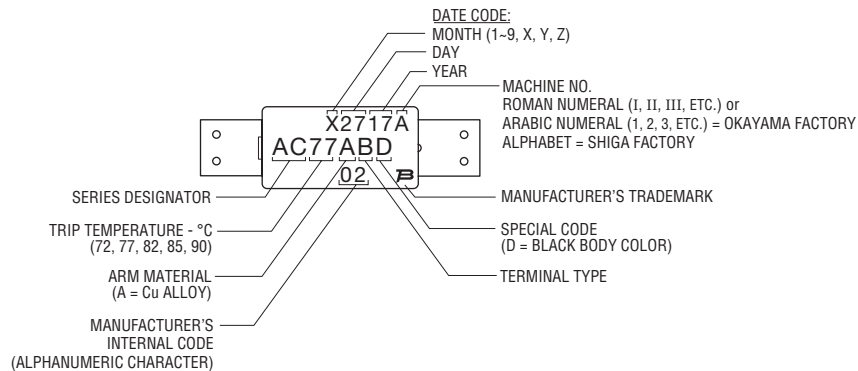 DATE CODE:
MONTH (1~9, X, Y, Z)
DAY
YEAR
MACHINE NO.
ROMAN NUMERAL (I, II, III, ETC.) or
ARABIC NUMERAL (1, 2, 3, ETC.) = OKAYAMA FACTORY
ALPHABET = SHIGA FACTORY
X2717A
AC77ABD
02
B
SERIES DESIGNATOR
MANUFACTURER'S TRADEMARK
TRIP TEMPERATURE - °C
(72, 77, 82, 85, 90)
SPECIAL CODE
(D = BLACK BODY COLOR)
ARM MATERIAL
(A = Cu ALLOY)
TERMINAL TYPE
MANUFACTURER'S
INTERNAL CODE
(ALPHANUMERIC CHARACTER)